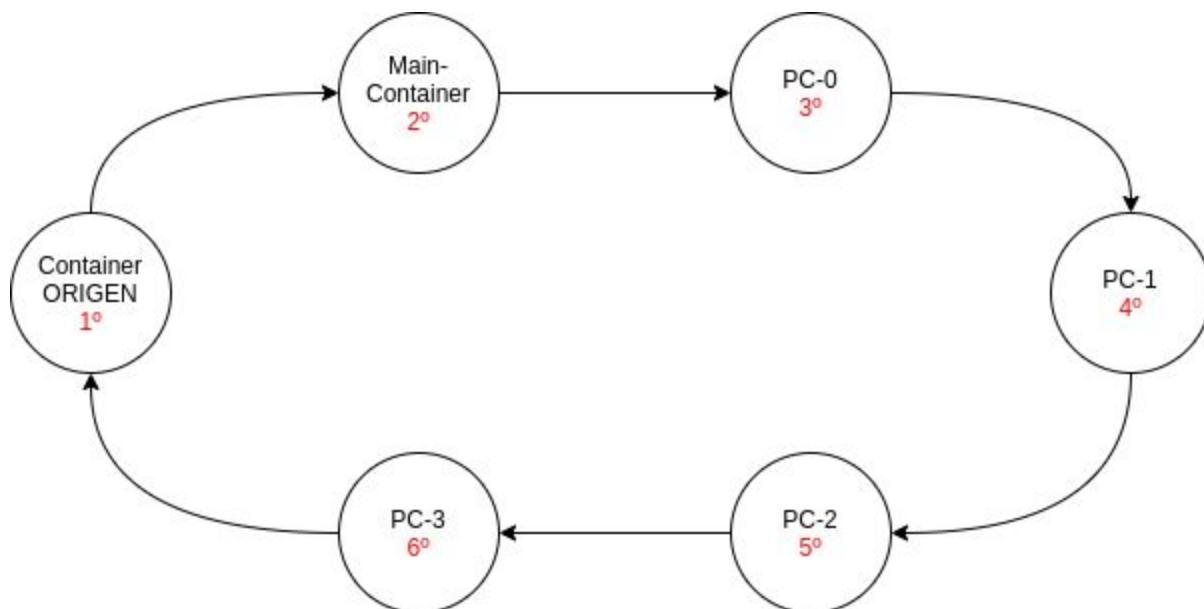 Main-
Container
2º
PC-0
3º
Container
ORIGEN
1º
PC-1
4º
PC-3
6º
PC-2
5º